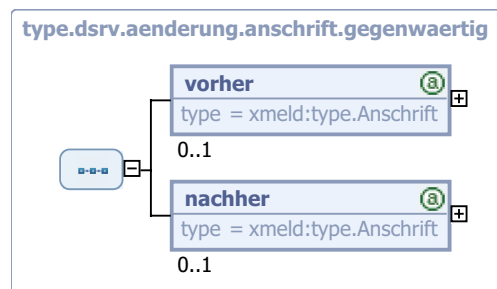 type.dsrv.aenderung.anschrift.gegenwaertig
vorher
type = xmeld:type.Anschrift
0..1
nachher
type = xmeld:type.Anschrift
0..1